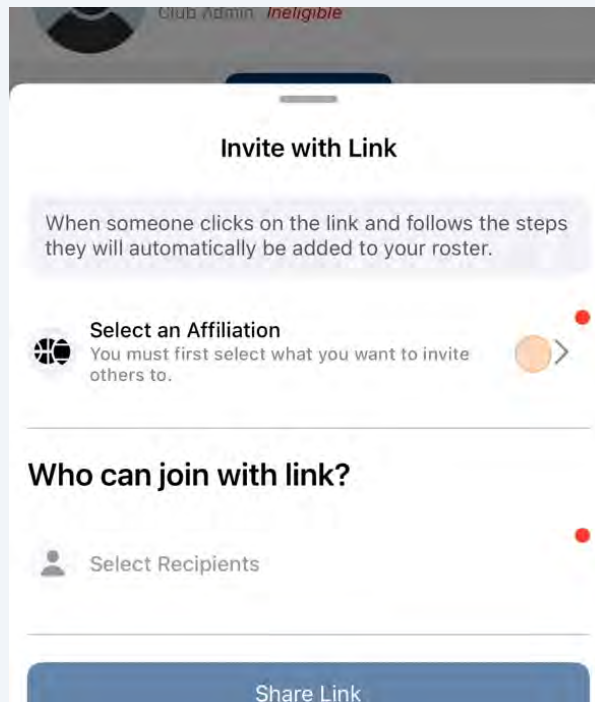 Club Admin Ineligible
Invite with Link
When someone clicks on the link and follows the steps
they will automatically be added to your roster.
Select an Affiliation
You must first select what you want to invite
others to.
Who can join with link?
Select Recipients
Share Link